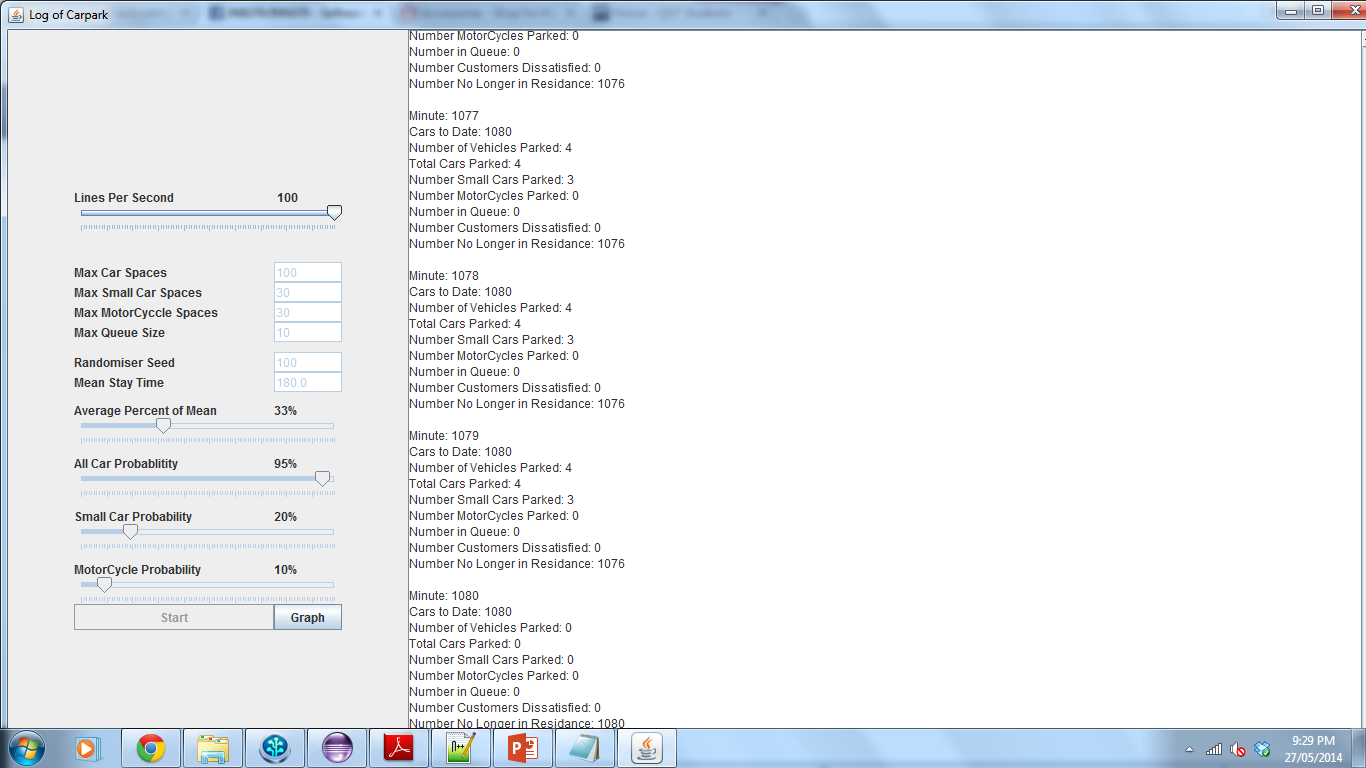 Log of Carpark
Lines Per Second 100
Max Car Spaces 100
Max Small Car Spaces 30
Max MotorCyccle Spaces 30
Max Queue Size 10
Randomiser Seed 100
Mean Stay Time 180.0
Average Percent of Mean 33%
All Car Probablitity 95%
Small Car Probability 20%
MotorCycle Probability 10%
Start Graph
Number MotorCycles Parked: 0
Number in Queue: 0
Number Customers Dissatisfied: 0
Number No Longer in Residance: 1076
Minute: 1077
Cars to Date: 1080
Number of Vehicles Parked: 4
Total Cars Parked: 4
Number Small Cars Parked: 3
Number MotorCycles Parked: 0
Number in Queue: 0
Number Customers Dissatisfied: 0
Number No Longer in Residance: 1076
Minute: 1078
Cars to Date: 1080
Number of Vehicles Parked: 4
Total Cars Parked: 4
Number Small Cars Parked: 3
Number MotorCycles Parked: 0
Number in Queue: 0
Number Customers Dissatisfied: 0
Number No Longer in Residance: 1076
Minute: 1079
Cars to Date: 1080
Number of Vehicles Parked: 4
Total Cars Parked: 4
Number Small Cars Parked: 3
Number MotorCycles Parked: 0
Number in Queue: 0
Number Customers Dissatisfied: 0
Number No Longer in Residance: 1076
Minute: 1080
Cars to Date: 1080
Number of Vehicles Parked: 0
Total Cars Parked: 0
Number Small Cars Parked: 0
Number MotorCycles Parked: 0
Number in Queue: 0
Number Customers Dissatisfied: 0
Number No Longer in Residance: 1080
9:29 PM
27/05/2014